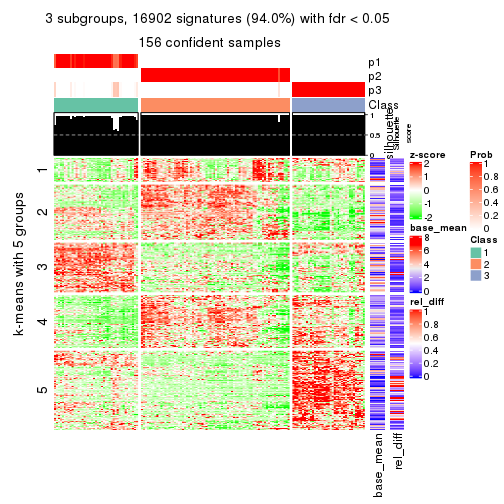 3 subgroups, 16902 signatures (94.0%) with fdr < 0.05
156 confident samples
p1
p2
p3
Class
1
0.5
0
silhouette
Silhouette
score
k-means with 5 groups
1
2
3
4
5
base_mean
rel_diff
z-score
2
1
0
-1
-2
base_mean
8
6
4
2
0
rel_diff
1
0.8
0.6
0.4
0.2
0
Prob
1
0.8
0.6
0.4
0.2
0
Class
1
2
3